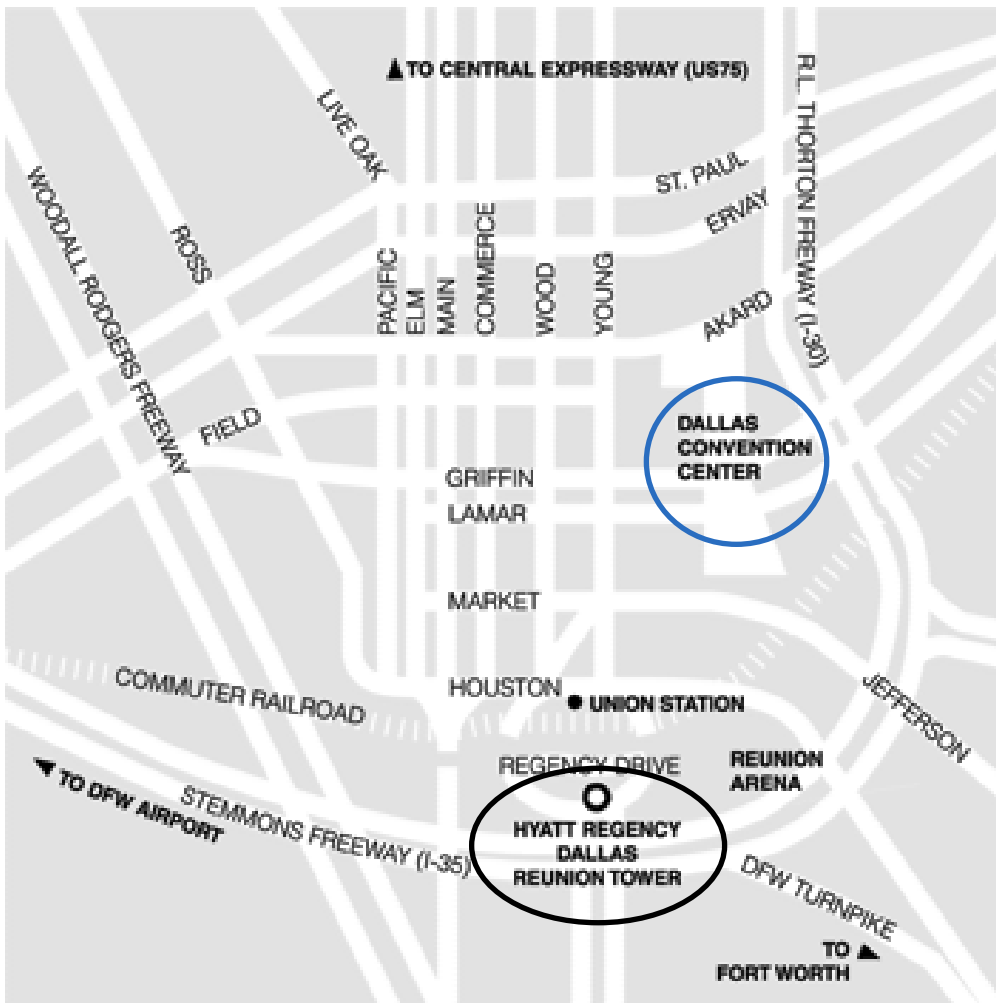 TO CENTRAL EXPRESSWAY (US75)
LIVE OAK
R.L. THORTON FREWAY (I-30)
ST. PAUL
WOODALL RODGERS FREEWAY
ERVAY
ROSS
PACIFIC
ELM
MAIN
COMMERCE
WOOD
YOUNG
AKARD
FIELD
DALLAS
CONVENTION
CENTER
GRIFFIN
LAMAR
MARKET
COMMUTER RAILROAD
HOUSTON
UNION STATION
JEFFERSON
REGENCY DRIVE
REUNION
ARENA
TO DFW AIRPORT
STEMMONS FREEWAY (I-35)
HYATT REGENCY
DALLAS
REUNION TOWER
DFW TURNPIKE
TO
FORT WORTH